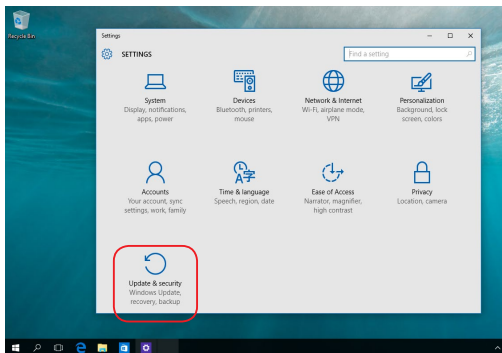 Recycle Bin
Settings
SETTINGS
Find a setting
System
Display, notifications,
apps, power
Devices
Bluetooth, printers,
mouse
Network & Internet
Wi-Fi, airplane mode,
VPN
Personalization
Background, lock
screen, colors
Accounts
Your account, sync
settings, work, family
Time & language
Speech, region, date
Ease of Access
Narrator, magnifier,
high contrast
Privacy
Location, camera
Update & security
Windows Update,
recovery, backup